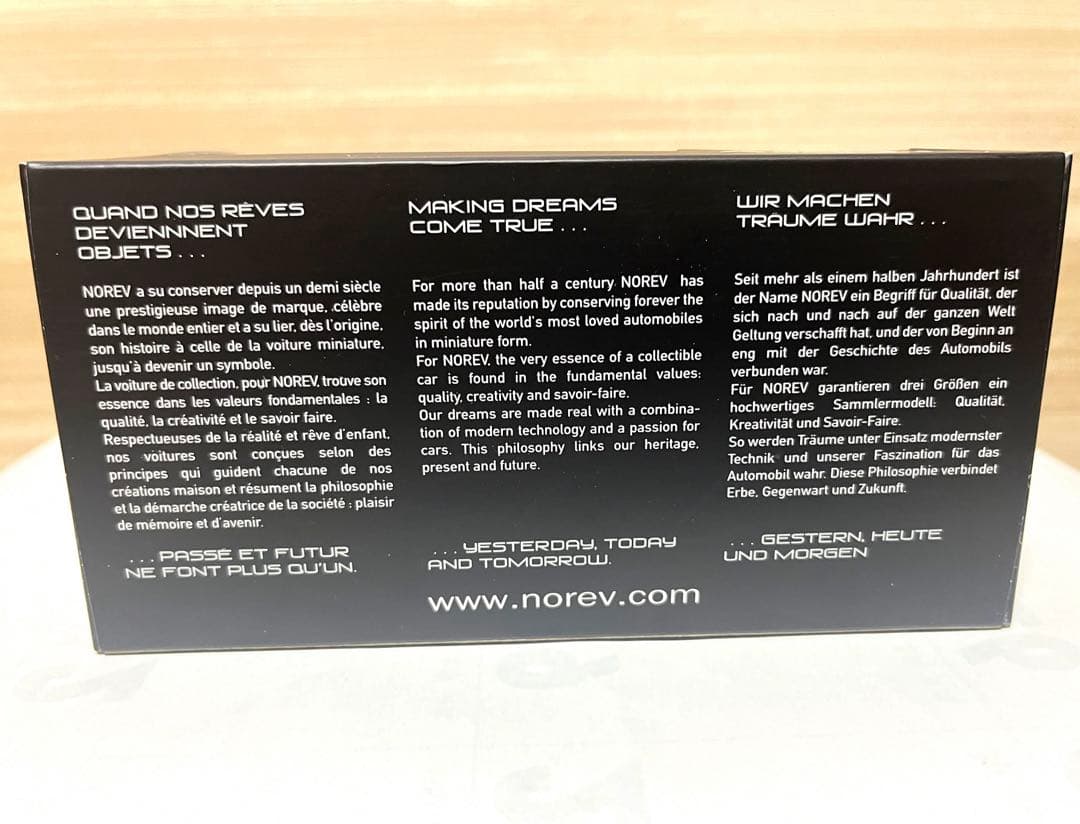 QUAND NOS RÊVES
DEVIENNNENT
OBJETS . . .
NOREV a su conserver depuis un demi siècle
une prestigieuse image de marque, célèbre
dans le monde entier et a su lier, dès l'origine,
son histoire à celle de la voiture miniature,
jusqu'à devenir un symbole.
La voiture de collection, pour NOREV, trouve son
essence dans les valeurs fondamentales : la
qualité, la créativité et le savoir faire.
Respectueuses de la réalité et rêve d'enfant,
nos voitures sont conçues selon des
principes qui guident chacune de nos
créations maison et résument la philosophie
et la démarche créatrice de la société : plaisir
de mémoire et d'avenir.
. . . PASSÉ ET FUTUR
NE FONT PLUS QU'UN.
MAKING DREAMS
COME TRUE . . .
For more than half a century NOREV has
made its reputation by conserving forever the
spirit of the world's most loved automobiles
in miniature form.
For NOREV, the very essence of a collectible
car is found in the fundamental values:
quality, creativity and savoir-faire.
Our dreams are made real with a combina-
tion of modern technology and a passion for
cars. This philosophy links our heritage,
present and future.
. . . YESTERDAY, TODAY
AND TOMORROW.
WIR MACHEN
TRÄUME WAHR . . .
Seit mehr als einem halben Jahrhundert ist
der Name NOREV ein Begriff für Qualität, der
sich nach und nach auf der ganzen Welt
Geltung verschafft hat, und der von Beginn an
eng mit der Geschichte des Automobils
verbunden war.
Für NOREV garantieren drei Größen ein
hochwertiges Sammlermodell: Qualität,
Kreativität und Savoir-Faire.
So werden Träume unter Einsatz modernster
Technik und unserer Faszination für das
Automobil wahr. Diese Philosophie verbindet
Erbe, Gegenwart und Zukunft.
. . . GESTERN, HEUTE
UND MORGEN
www.norev.com